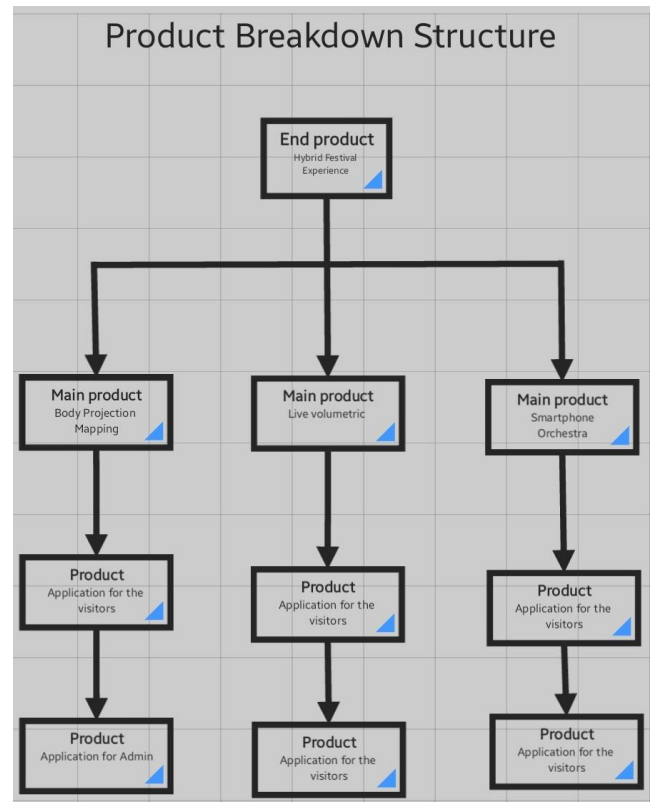 Product Breakdown Structure
End product
Hybrid Festival
Experience
Main product
Body Projection
Mapping
Main product
Live volumetric
Main product
Smartphone
Orchestra
Product
Application for the
visitors
Product
Application for the
visitors
Product
Application for the
visitors
Product
Application for Admin
Product
Application for the
visitors
Product
Application for the
visitors